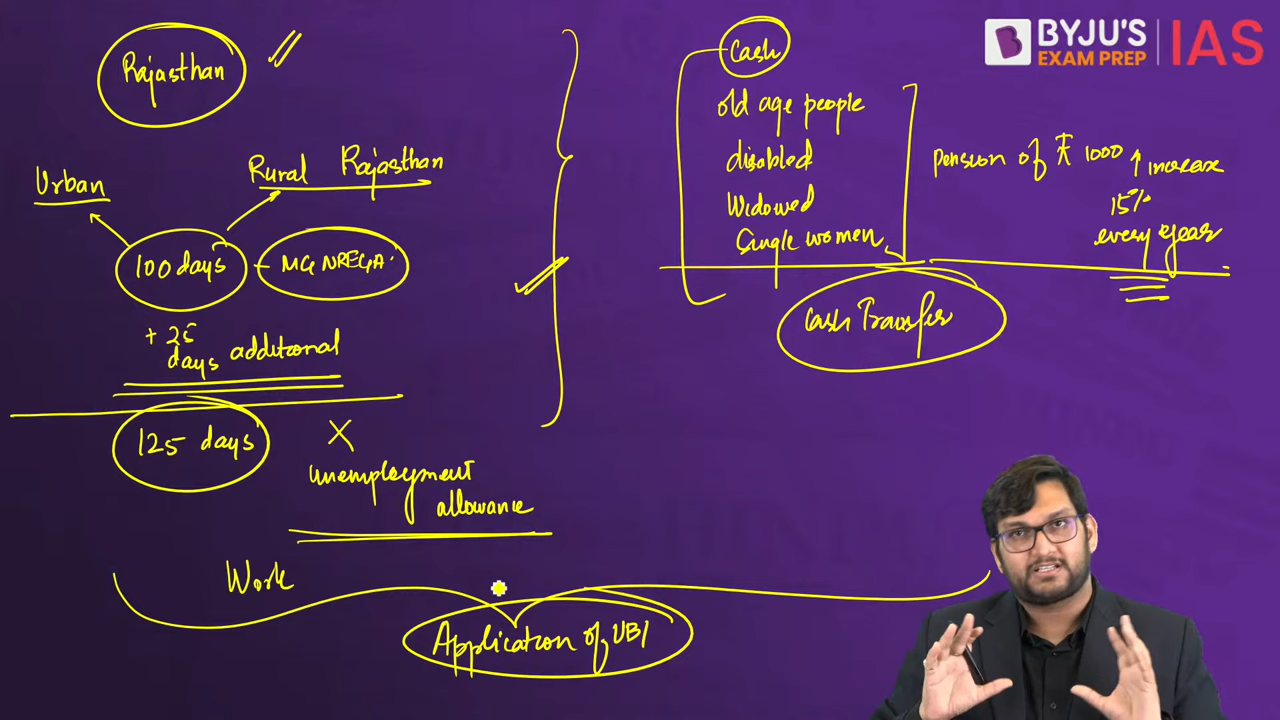 Rajasthan
Urban
Rural Rajasthan
100 days
MGNREGA
+ 25
days additional
125 days
X
unemployment
allowance
Work
Application of UBI
Cash
old age people
disabled
Widowed
Single women
pension of ₹ 1000 ↑ increase
15%
every year
Cash Transfer
BYJU'S
EXAM PREP
IAS